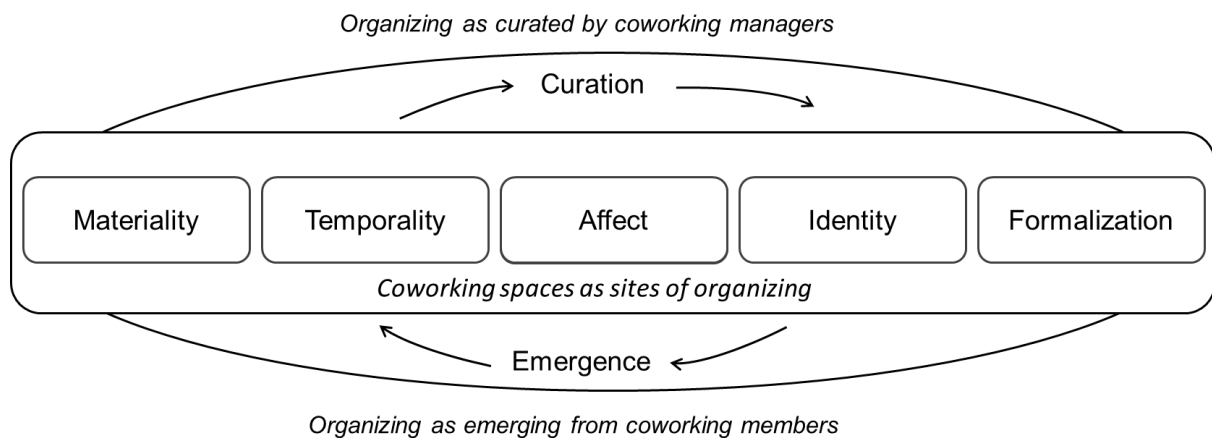 Organizing as curated by coworking managers
Curation
Materiality
Temporality
Affect
Identity
Formalization
Coworking spaces as sites of organizing
Emergence
Organizing as emerging from coworking members